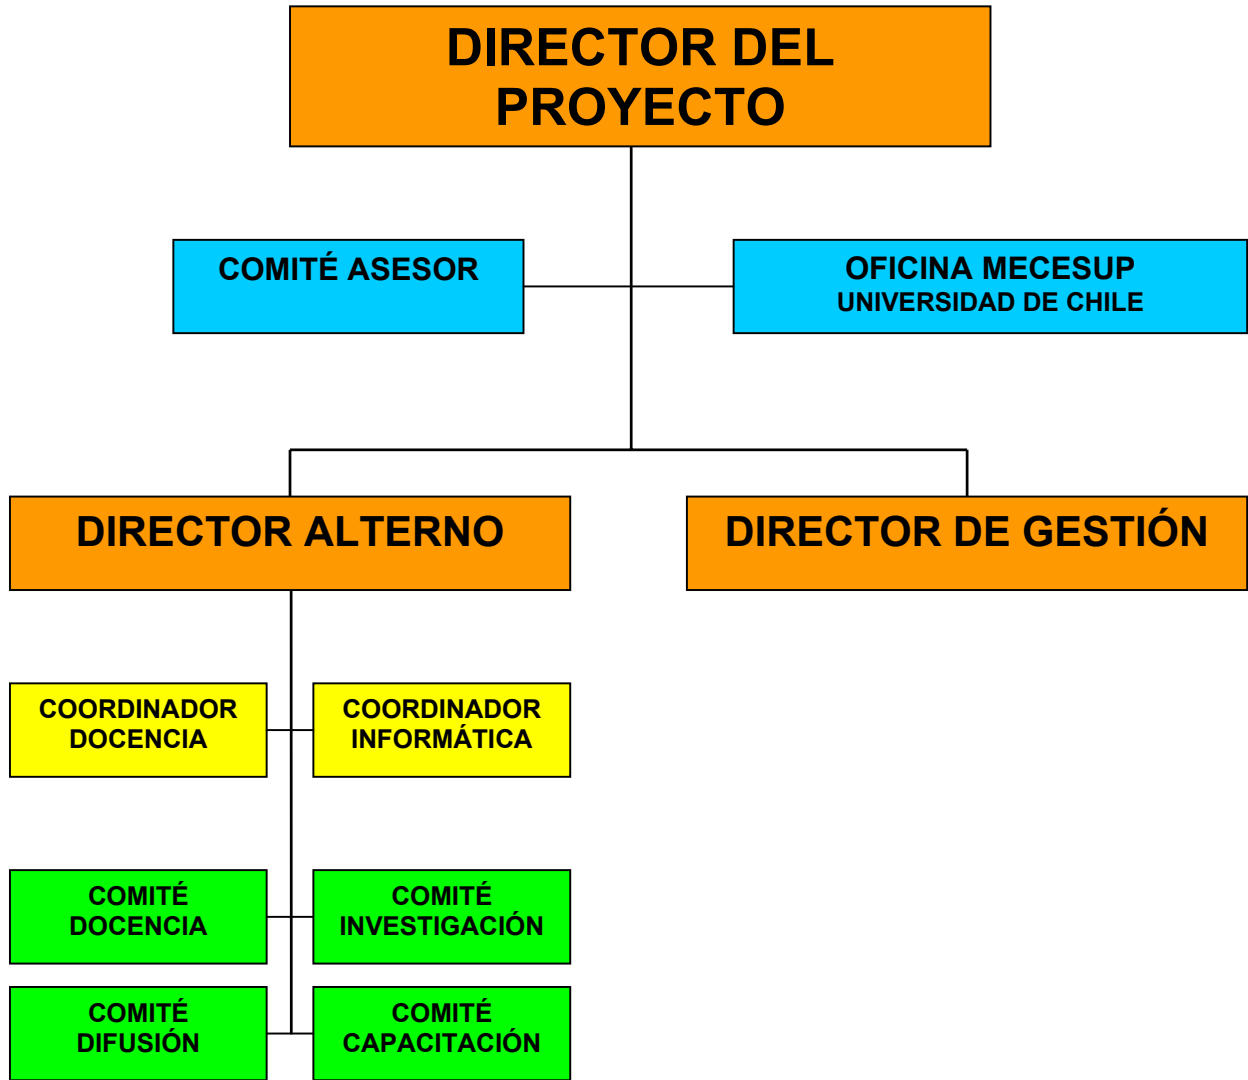 DIRECTOR DEL
PROYECTO
COMITÉ ASESOR
OFICINA MECESUP
UNIVERSIDAD DE CHILE
DIRECTOR ALTERNO
DIRECTOR DE GESTIÓN
COORDINADOR
DOCENCIA
COORDINADOR
INFORMÁTICA
COMITÉ
DOCENCIA
COMITÉ
INVESTIGACIÓN
COMITÉ
DIFUSIÓN
COMITÉ
CAPACITACIÓN